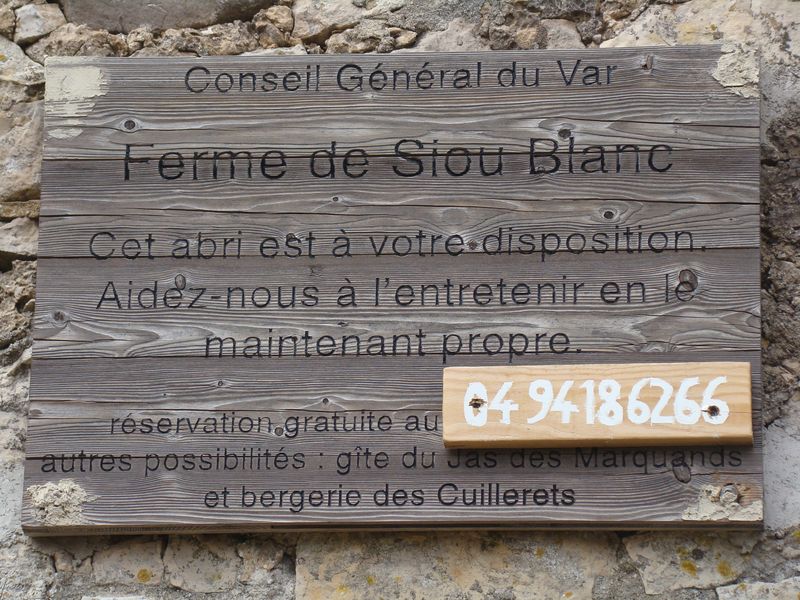 Conseil Général du Var
Ferme de Siou Blanc
Cet abri est à votre disposition.
Aidez-nous à l'entretenir en le
maintenant propre.
réservation gratuite au 04 94186266
autres possibilités : gîte du Jas des Marquands
et bergerie des Cuillerets